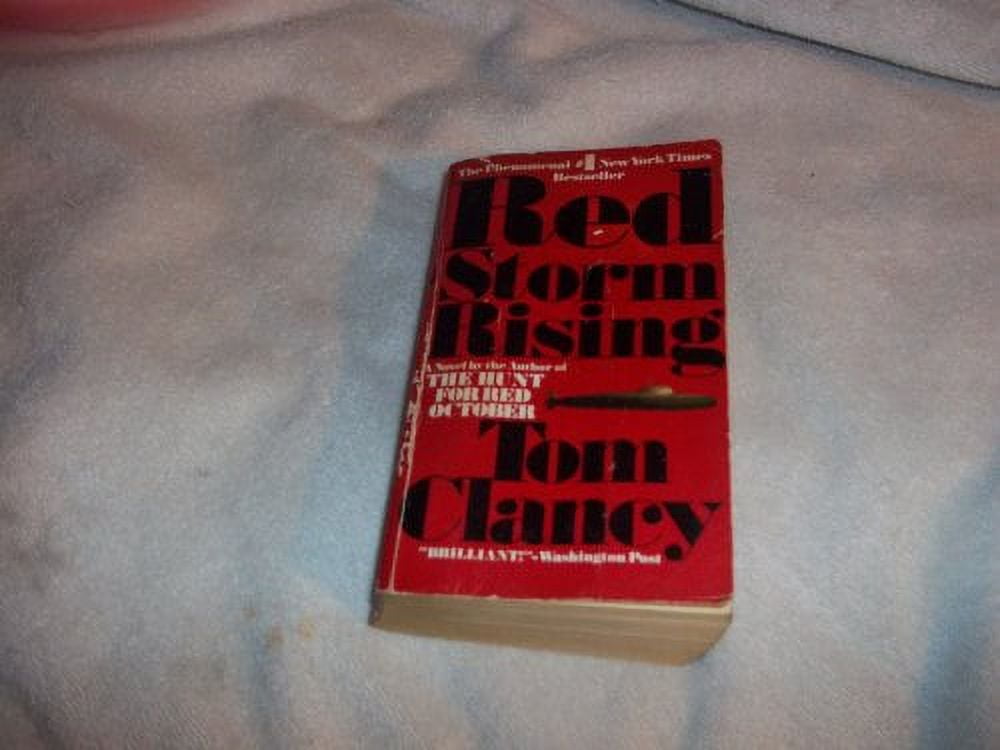 The Phenomenal #1 New York Times
Bestseller
Red
Storm
Rising
A Novel by the Author of
THE HUNT
FOR RED
OCTOBER
Tom
Clancy
"BRILLIANT!"-Washington Post